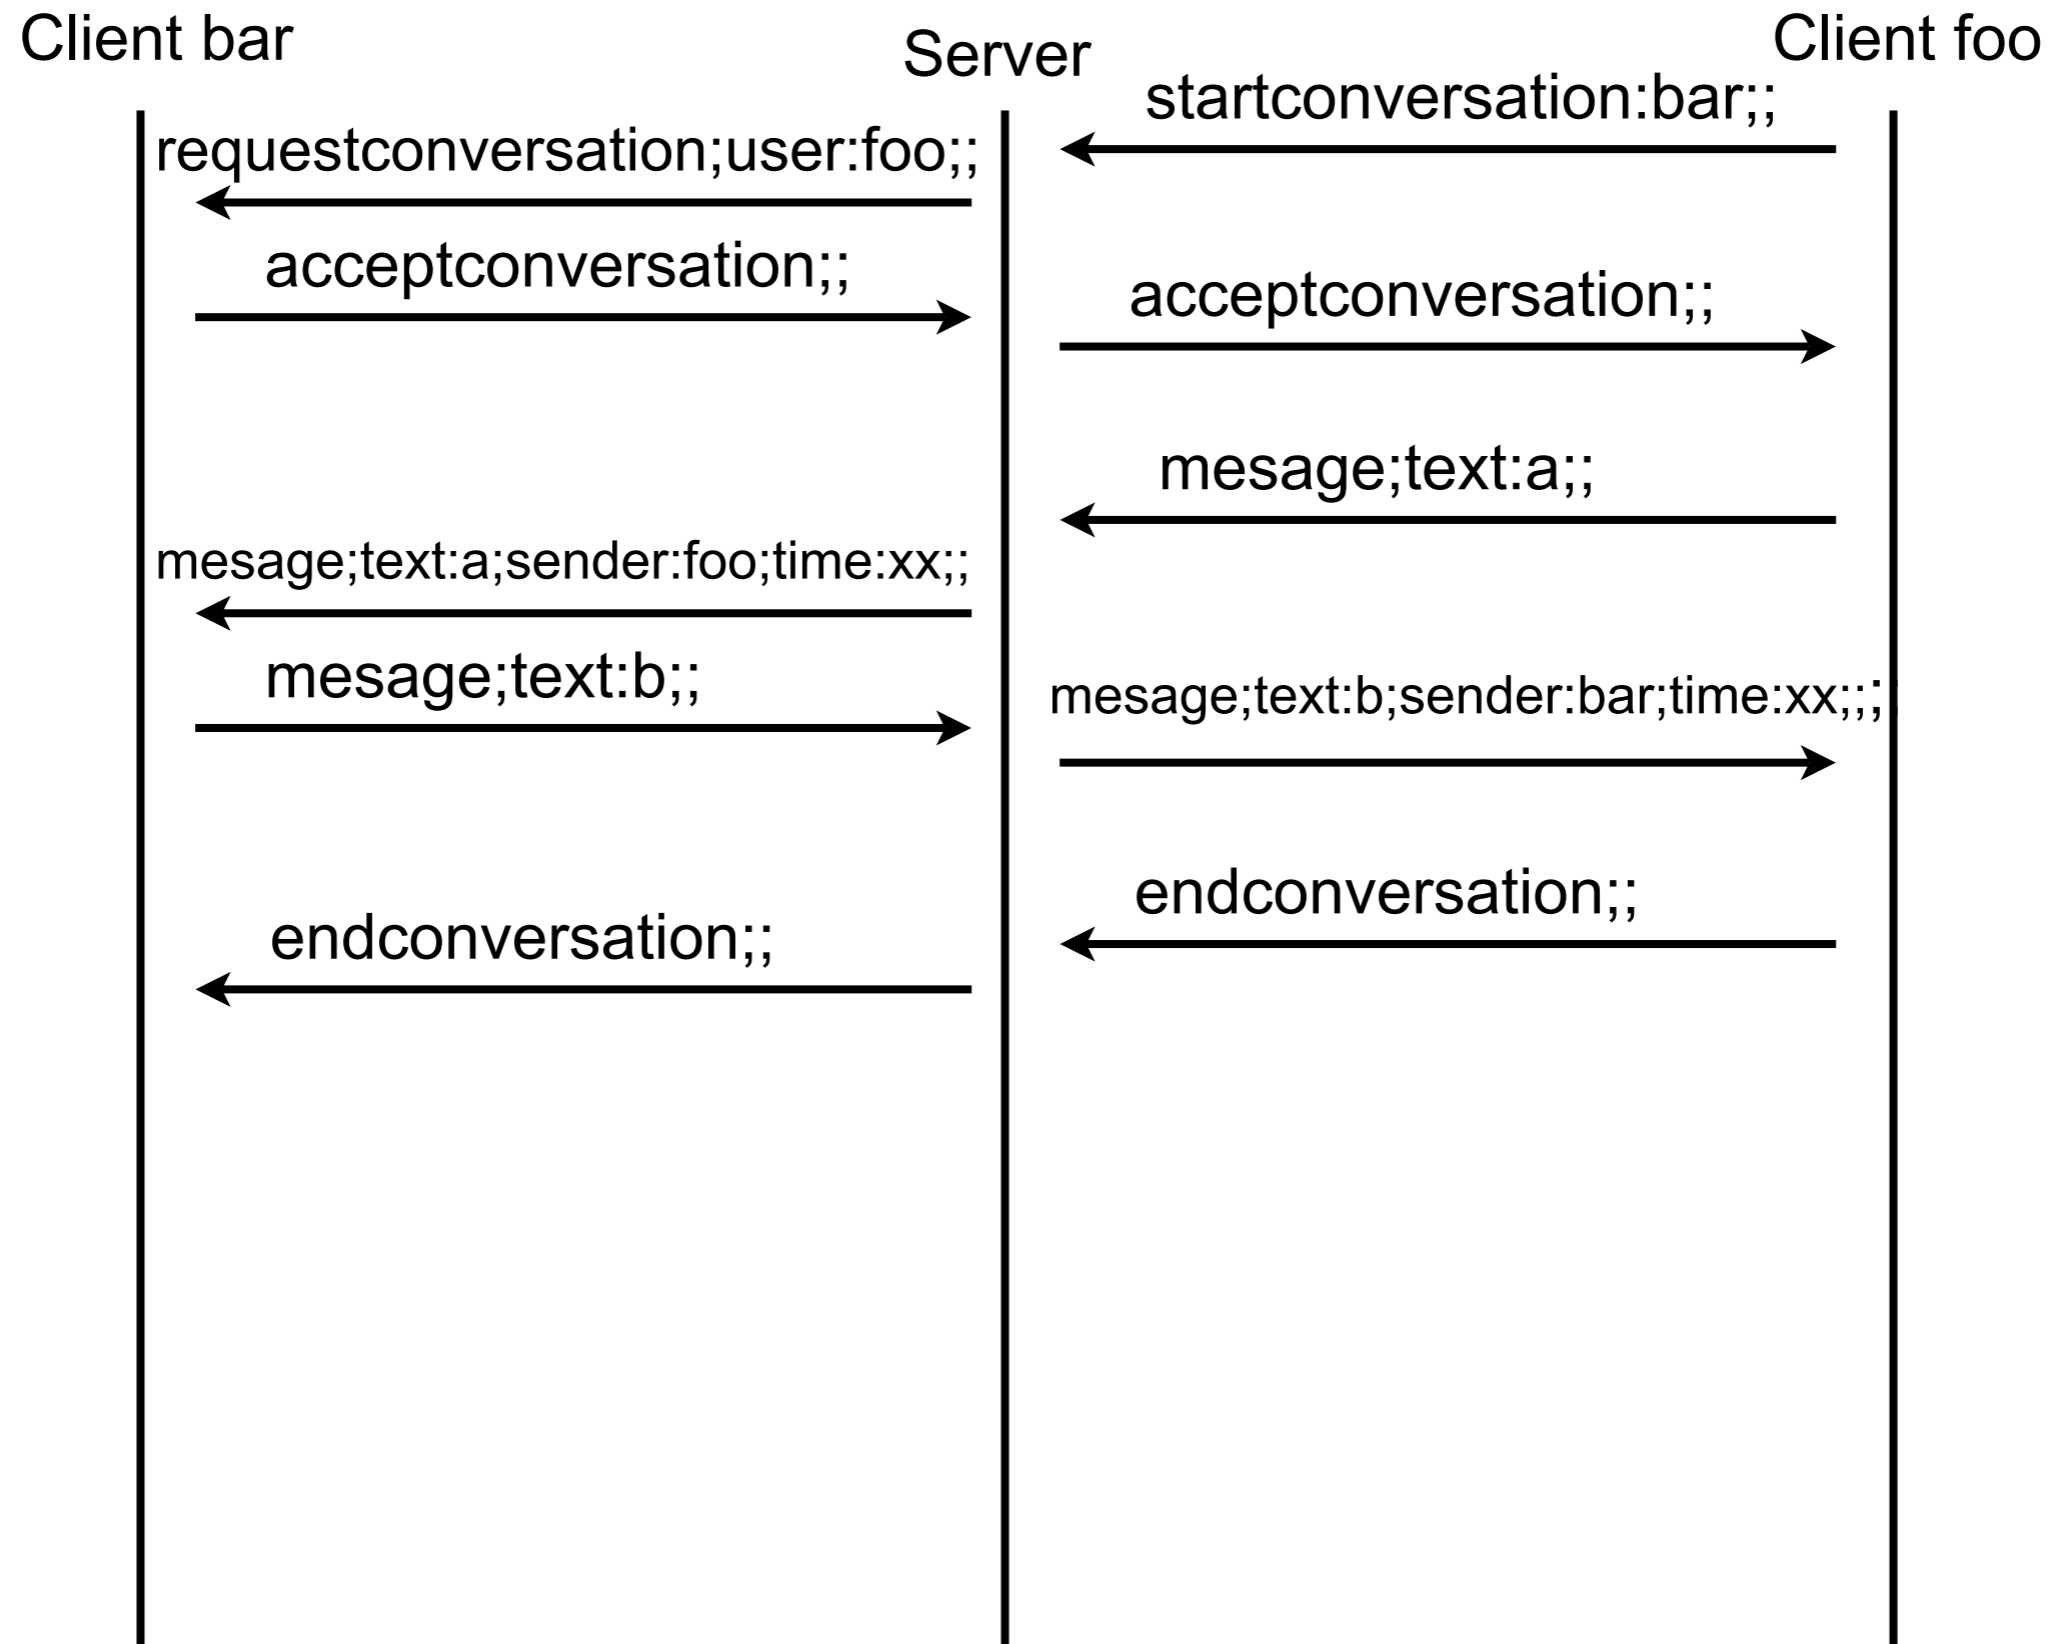 Client bar
Server
Client foo
startconversation:bar;;
requestconversation;user:foo;;
acceptconversation;;
acceptconversation;;
mesage;text:a;;
mesage;text:a;sender:foo;time:xx;;
mesage;text:b;;
mesage;text:b;sender:bar;time:xx;;;;
endconversation;;
endconversation;;